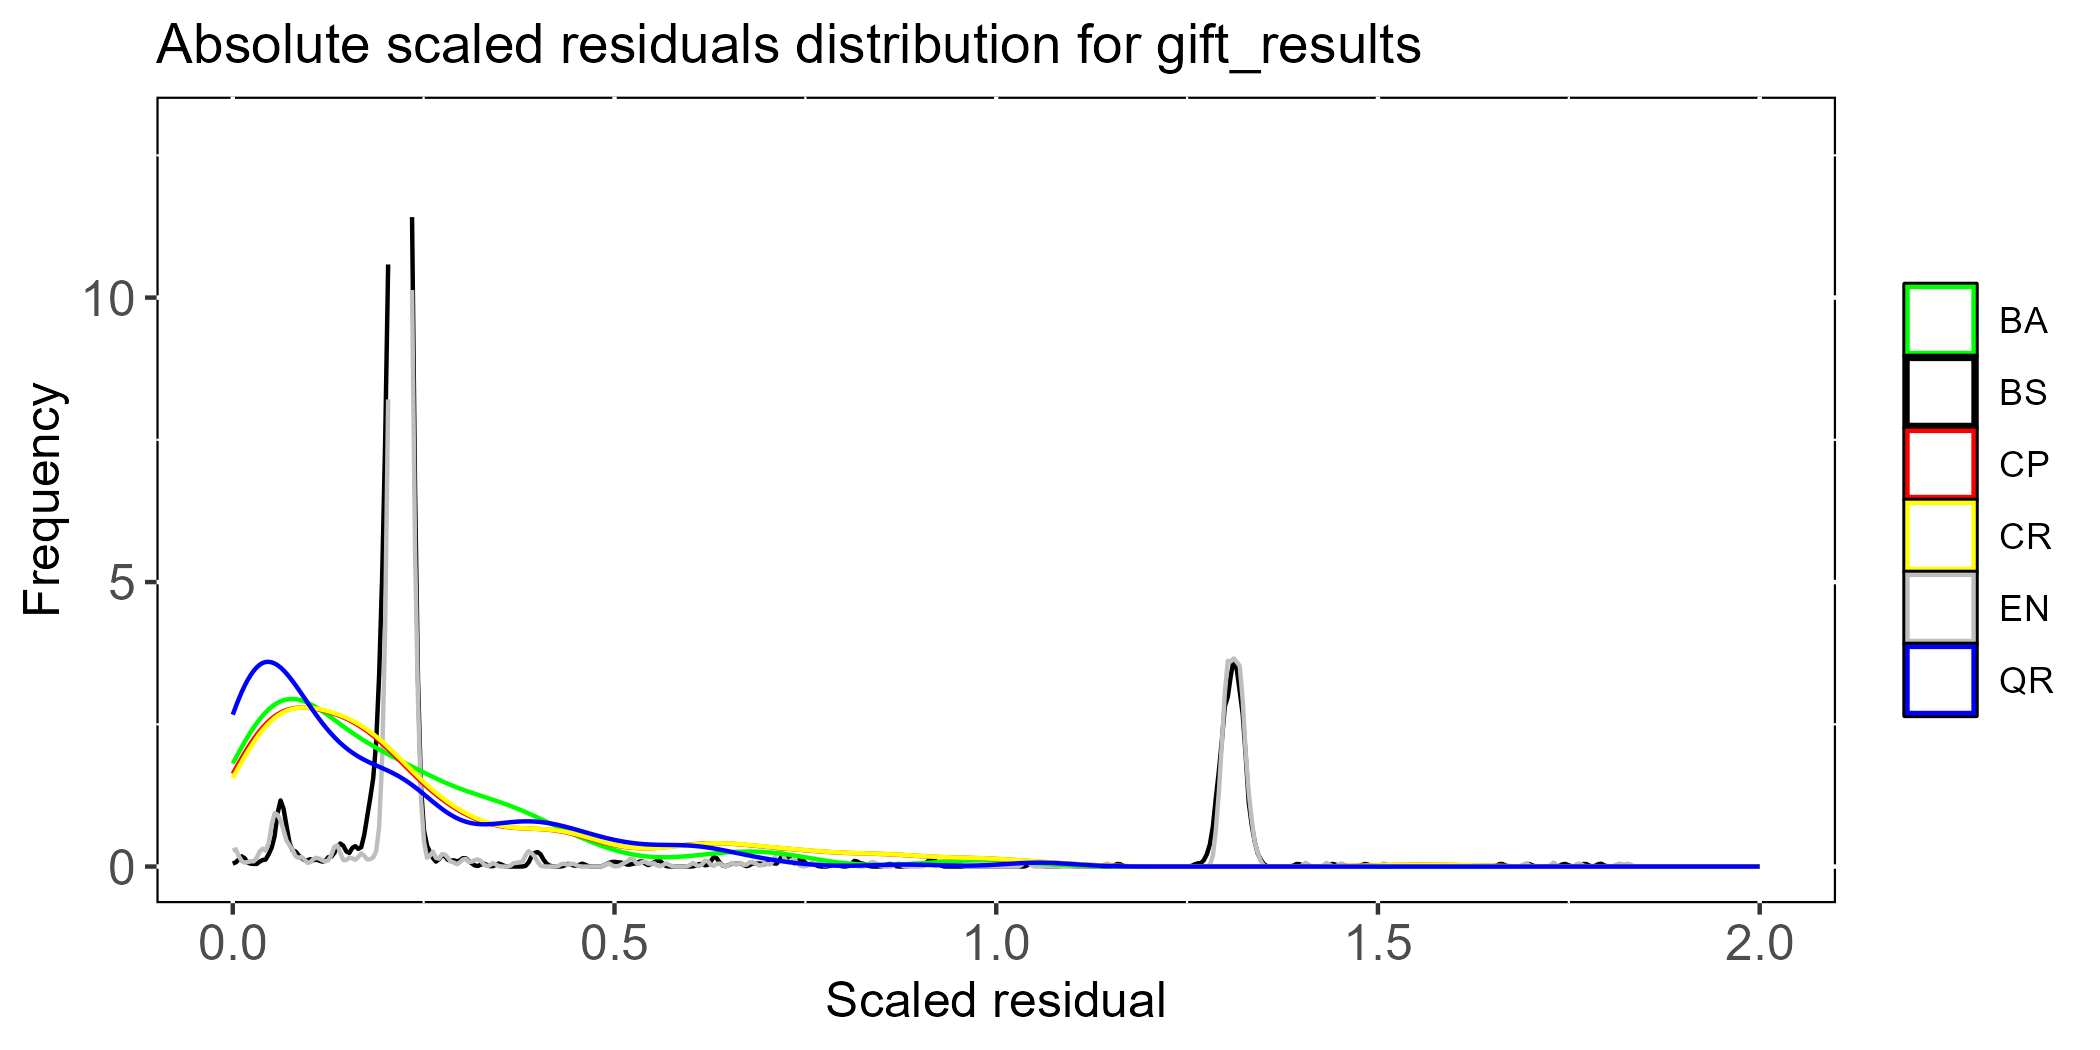 Absolute scaled residuals distribution for gift_results
Frequency
10
5
0
0.0 0.5 1.0 1.5 2.0
Scaled residual
BA
BS
CP
CR
EN
QR